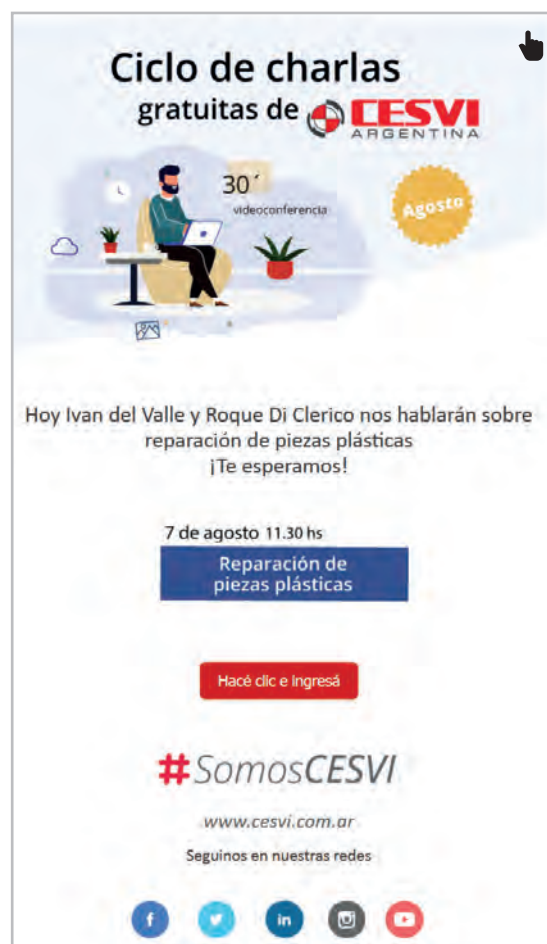 Ciclo de charlas
gratuitas de CESVI
ARGENTINA
30´
videoconferencia
Agosto
Hoy Ivan del Valle y Roque Di Clerico nos hablarán sobre
reparación de piezas plásticas
¡Te esperamos!
7 de agosto 11.30 hs
Reparación de
piezas plásticas
Hacé clic e ingresá
#SomosCESVI
www.cesvi.com.ar
Seguinos en nuestras redes